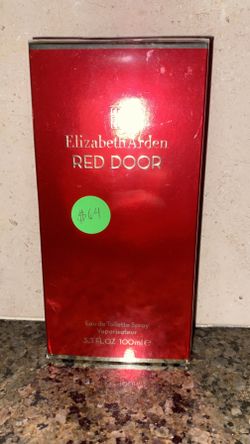 Elizabeth Arden
RED DOOR
$64
Eau de Toilette Spray
Vaporisateur
3.3 FL.OZ. 100ml ℮